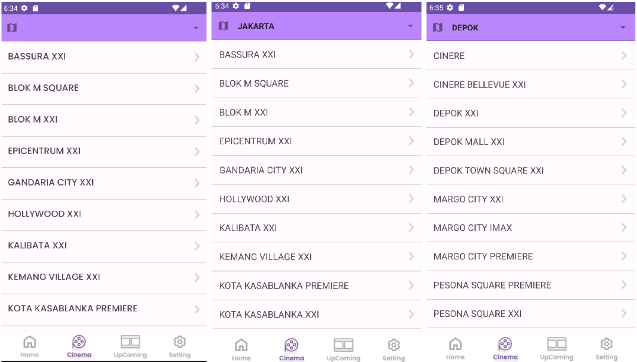 6:34
BASSURA XXI
BLOK M SQUARE
BLOK M XXI
EPICENTRUM XXI
GANDARIA CITY XXI
HOLLYWOOD XXI
KALIBATA XXI
KEMANG VILLAGE XXI
KOTA KASABLANKA PREMIERE
Home Cinema UpComing Setting
6:34
JAKARTA
BASSURA XXI
BLOK M SQUARE
BLOK M XXI
EPICENTRUM XXI
GANDARIA CITY XXI
HOLLYWOOD XXI
KALIBATA XXI
KEMANG VILLAGE XXI
KOTA KASABLANKA PREMIERE
KOTA KASABLANKA XXI
Home Cinema UpComing Setting
6:35
DEPOK
CINERE
CINERE BELLEVUE XXI
DEPOK XXI
DEPOK MALL XXI
DEPOK TOWN SQUARE XXI
MARGO CITY XXI
MARGO CITY IMAX
MARGO CITY PREMIERE
PESONA SQUARE PREMIERE
PESONA SQUARE XXI
Home Cinema UpComing Setting